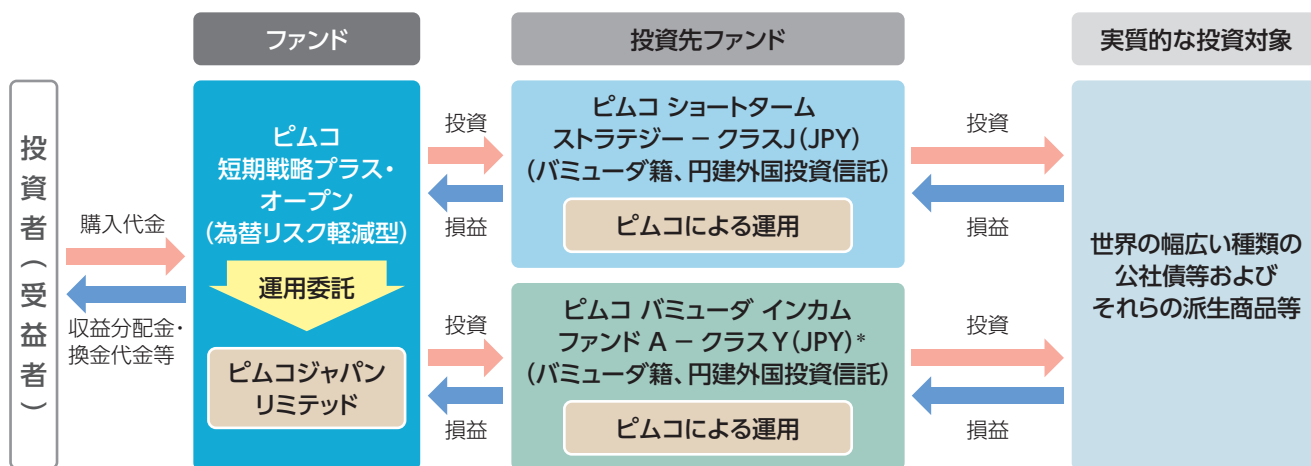 ファンド
投資先ファンド
実質的な投資対象
投資者（受益者）
購入代金
収益分配金・
換金代金等
ピムコ
短期戦略プラス・
オープン
（為替リスク軽減型）
運用委託
ピムコジャパン
リミテッド
投資
損益
投資
損益
ピムコ ショートターム
ストラテジー － クラスJ（JPY）
（バミューダ籍、円建外国投資信託）
ピムコによる運用
ピムコ バミューダ インカム
ファンド A － クラス Y（JPY）*
（バミューダ籍、円建外国投資信託）
ピムコによる運用
投資
損益
投資
損益
世界の幅広い種類の
公社債等および
それらの派生商品等